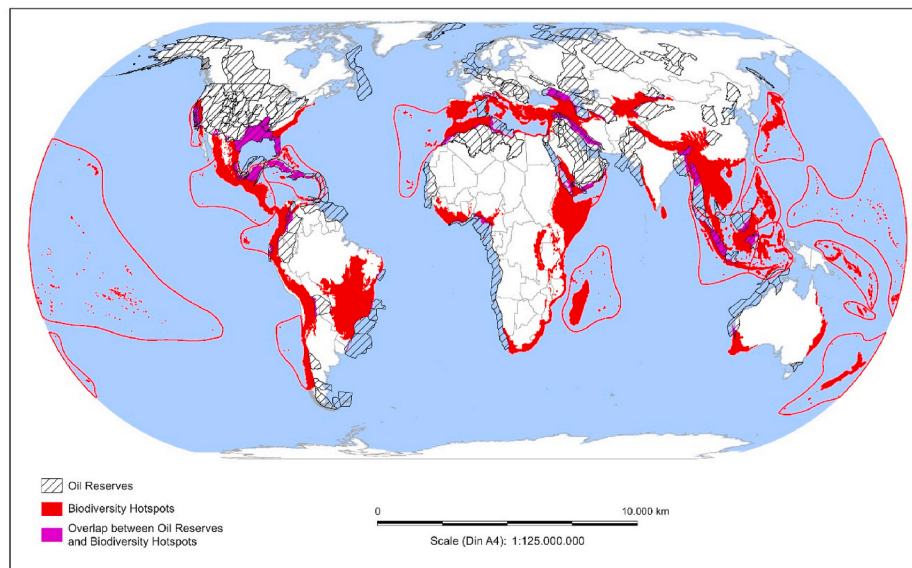 Oil Reserves
Biodiversity Hotspots
Overlap between Oil Reserves
and Biodiversity Hotspots
0 10.000 km
Scale (Din A4): 1:125.000.000